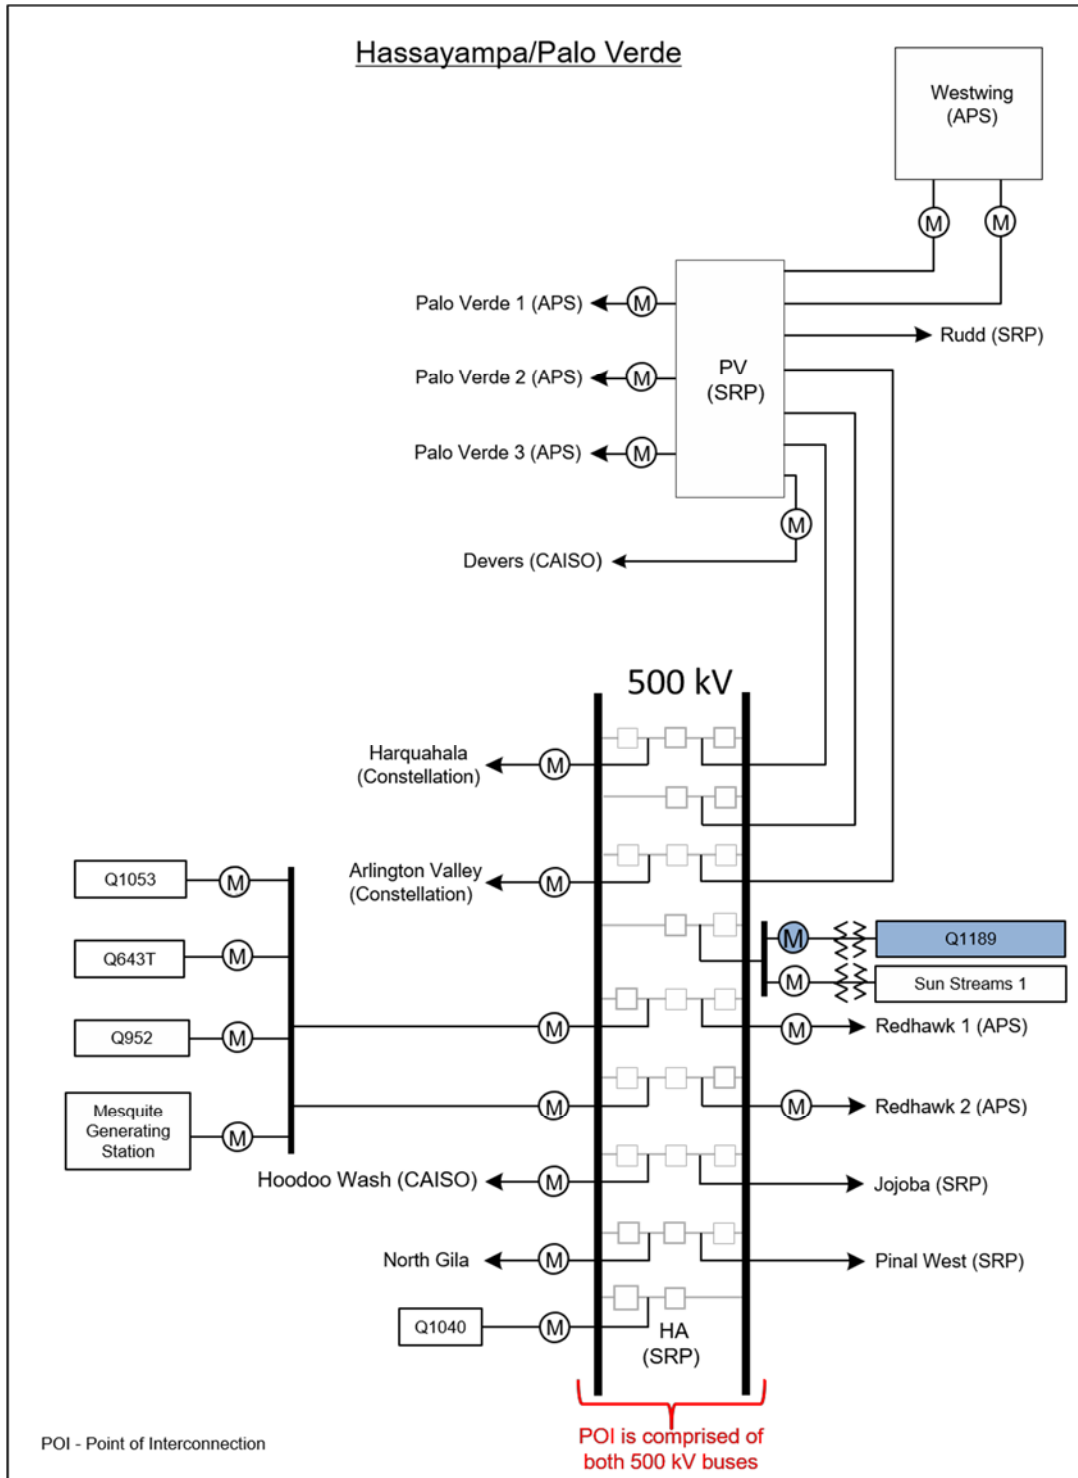 Hassayampa/Palo Verde
Westwing
(APS)
M
M
Palo Verde 1 (APS)
M
Rudd (SRP)
Palo Verde 2 (APS)
M
PV
(SRP)
Palo Verde 3 (APS)
M
M
Devers (CAISO)
500 kV
Harquahala
(Constellation)
M
Q1053
M
Arlington Valley
(Constellation)
M
M
Q1189
Q643T
M
M
Sun Streams 1
Q952
M
M
M
Redhawk 1 (APS)
Mesquite
Generating
Station
M
M
M
Redhawk 2 (APS)
Hoodoo Wash (CAISO)
M
Jojoba (SRP)
North Gila
M
Pinal West (SRP)
Q1040
M
HA
(SRP)
POI - Point of Interconnection
POI is comprised of
both 500 kV buses